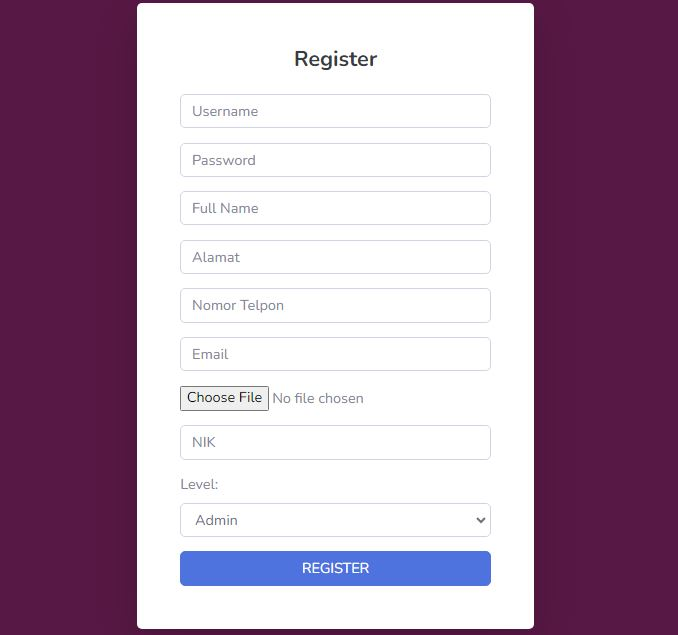 Register
Username
Password
Full Name
Alamat
Nomor Telpon
Email
Choose File No file chosen
NIK
Level:
Admin
REGISTER